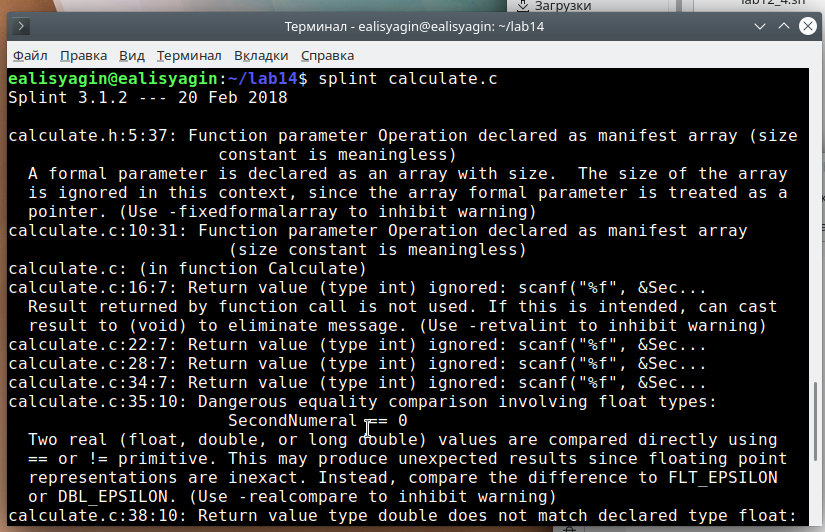 Загрузки
lab12_4.sh
Терминал - ealisyagin@ealisyagin: ~/lab14
Файл Правка Вид Терминал Вкладки Справка
ealisyagin@ealisyagin:~/lab14$ splint calculate.c
Splint 3.1.2 --- 20 Feb 2018
calculate.h:5:37: Function parameter Operation declared as manifest array (size
constant is meaningless)
A formal parameter is declared as an array with size.  The size of the array
is ignored in this context, since the array formal parameter is treated as a
pointer. (Use -fixedformalarray to inhibit warning)
calculate.c:10:31: Function parameter Operation declared as manifest array
(size constant is meaningless)
calculate.c: (in function Calculate)
calculate.c:16:7: Return value (type int) ignored: scanf("%f", &Sec...
Result returned by function call is not used. If this is intended, can cast
result to (void) to eliminate message. (Use -retvalint to inhibit warning)
calculate.c:22:7: Return value (type int) ignored: scanf("%f", &Sec...
calculate.c:28:7: Return value (type int) ignored: scanf("%f", &Sec...
calculate.c:34:7: Return value (type int) ignored: scanf("%f", &Sec...
calculate.c:35:10: Dangerous equality comparison involving float types:
SecondNumeral == 0
Two real (float, double, or long double) values are compared directly using
== or != primitive. This may produce unexpected results since floating point
representations are inexact. Instead, compare the difference to FLT_EPSILON
or DBL_EPSILON. (Use -realcompare to inhibit warning)
calculate.c:38:10: Return value type double does not match declared type float: